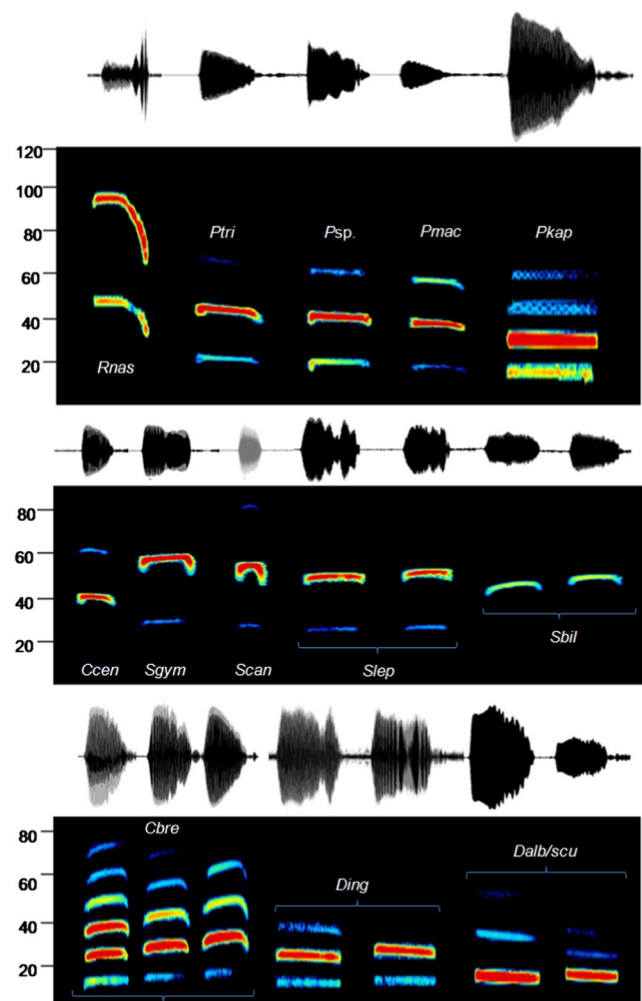 120
100
80
60
40
20
Rnas
Ptri
Psp.
Pmac
Pkap
80
60
40
20
Ccen
Sgym
Scan
Slep
Sbil
80
60
40
20
Cbre
Ding
Dalb/scu